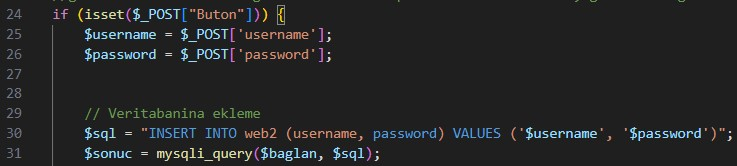 24 if (isset($_POST["Buton"])) {
25 $username = $_POST['username'];
26 $password = $_POST['password'];
27
28
29 // Veritabanina ekleme
30 $sql = "INSERT INTO web2 (username, password) VALUES ('$username', '$password')";
31 $sonuc = mysqli_query($baglan, $sql);